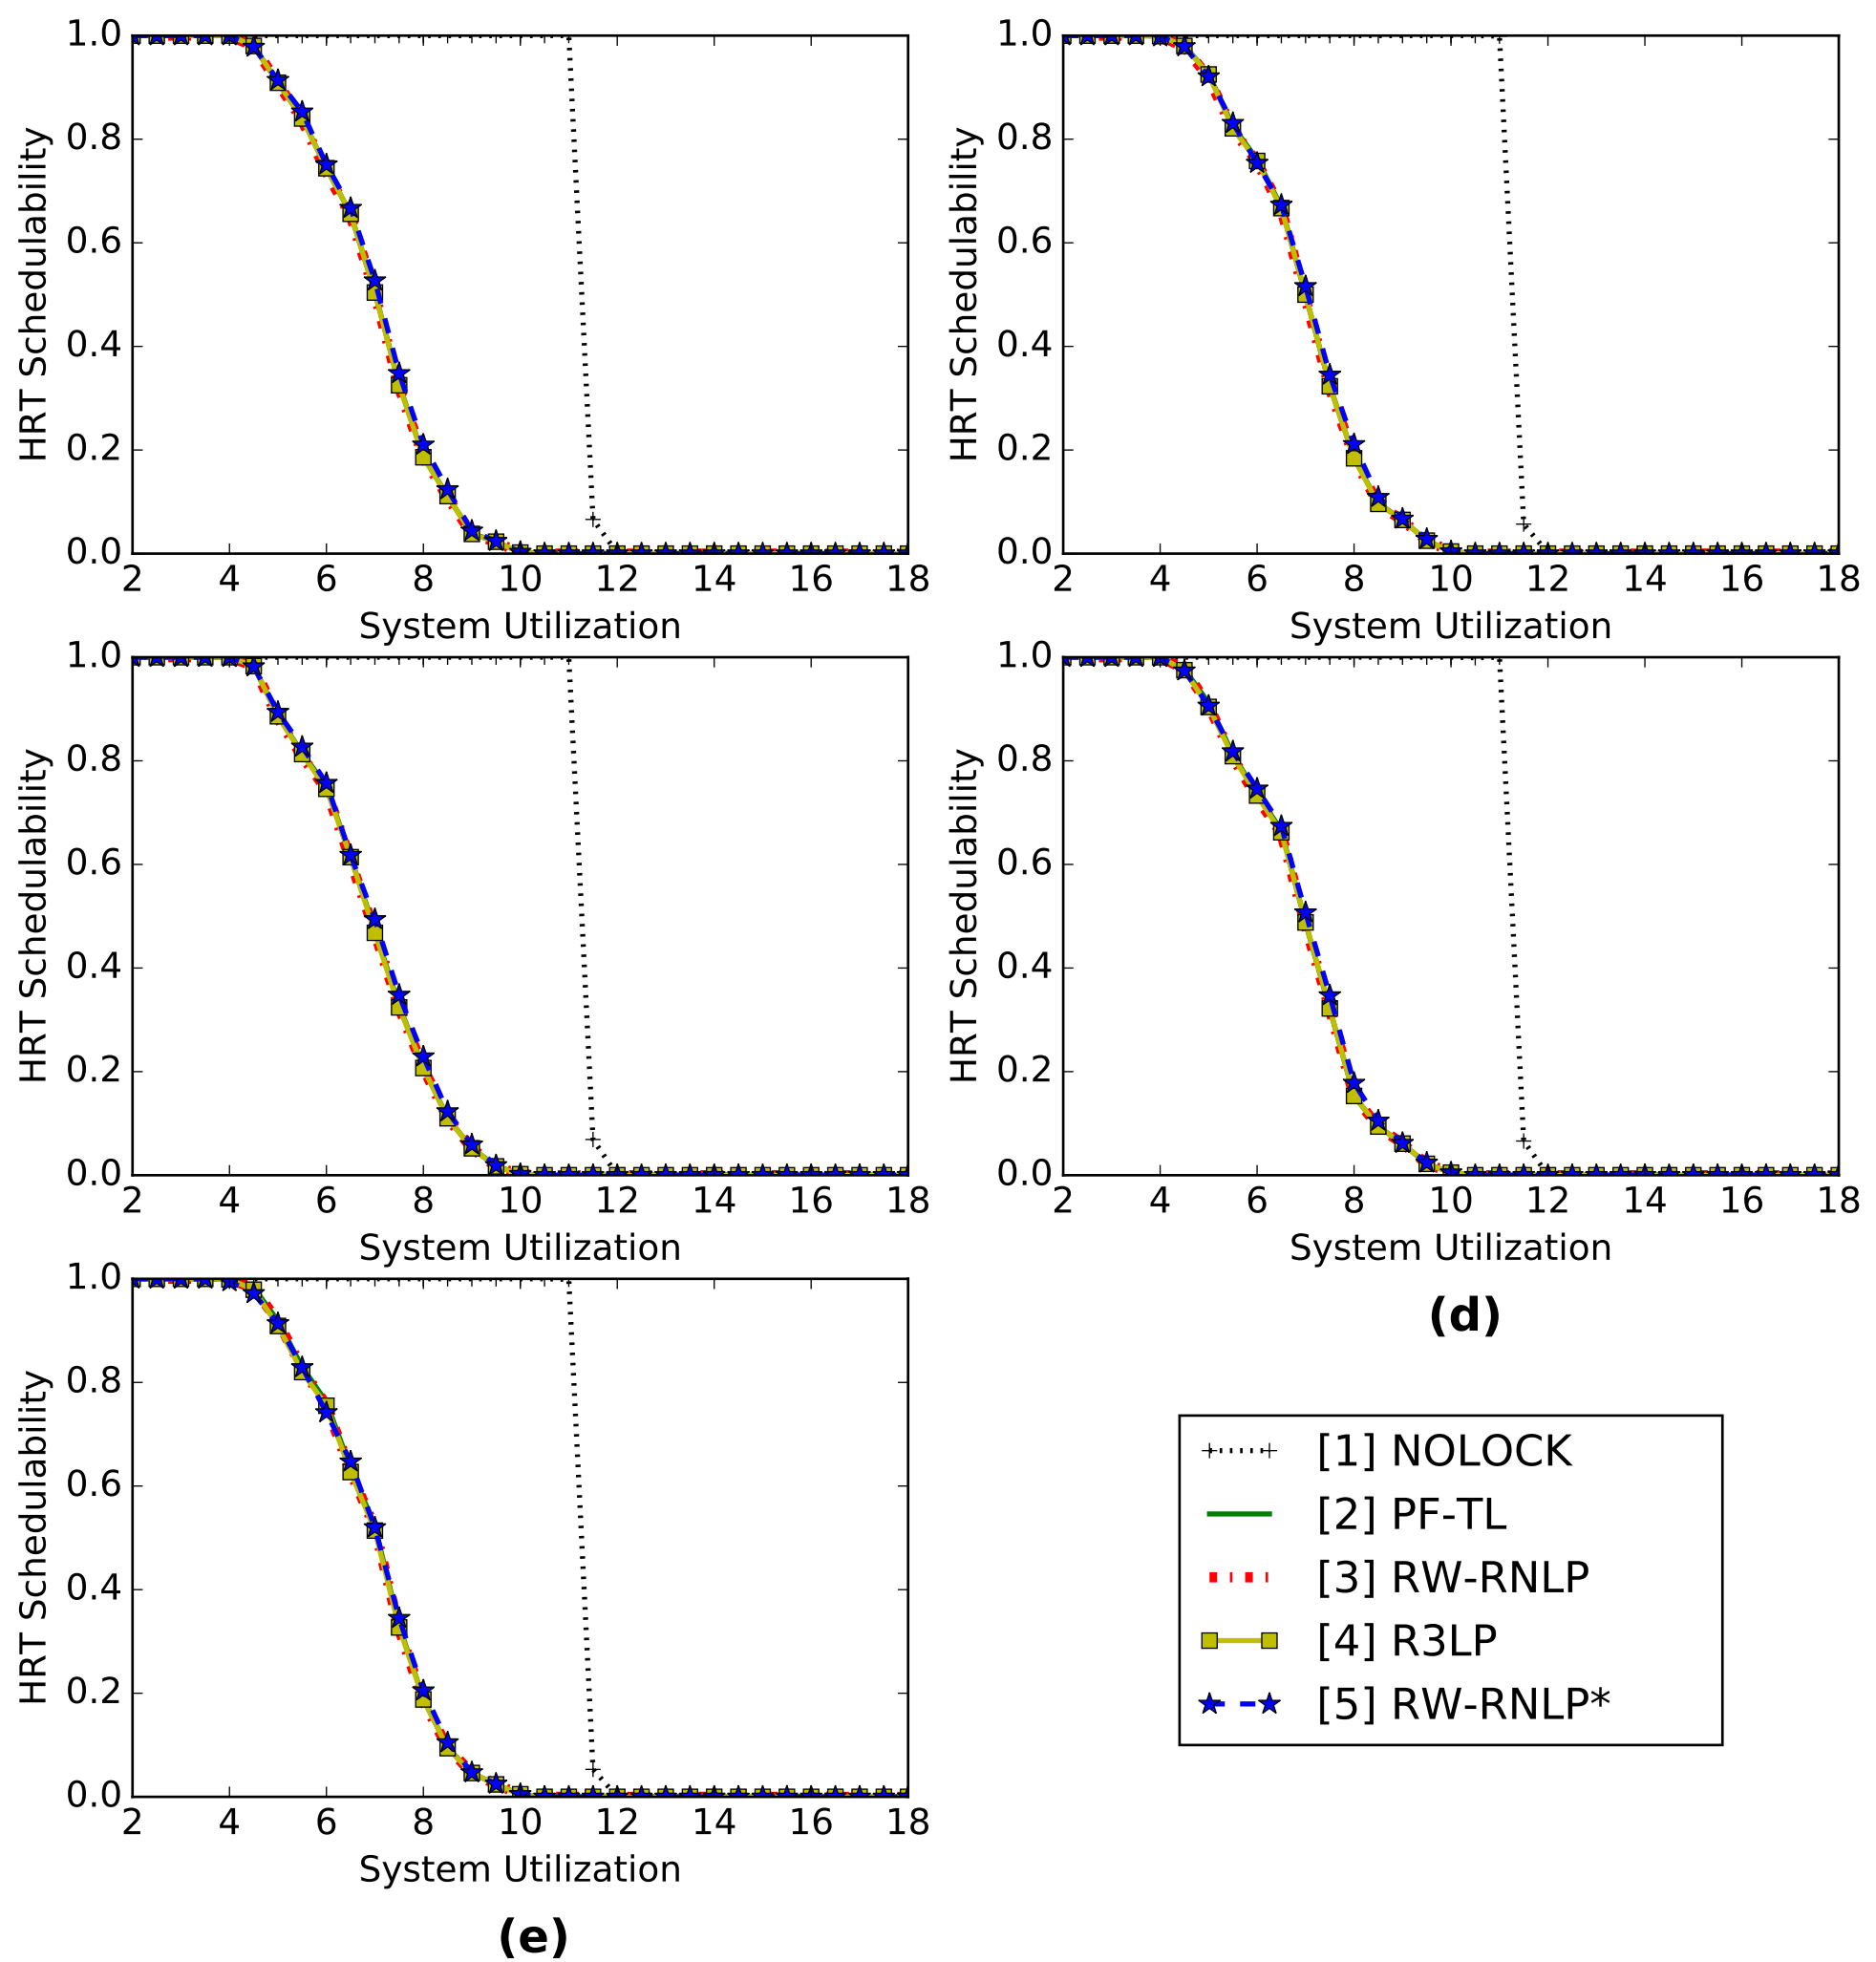 1.0
0.8
0.6
0.4
0.2
0.0
HRT Schedulability
2 4 6 8 10 12 14 16 18
System Utilization
1.0
0.8
0.6
0.4
0.2
0.0
HRT Schedulability
2 4 6 8 10 12 14 16 18
System Utilization
1.0
0.8
0.6
0.4
0.2
0.0
HRT Schedulability
2 4 6 8 10 12 14 16 18
System Utilization
1.0
0.8
0.6
0.4
0.2
0.0
HRT Schedulability
2 4 6 8 10 12 14 16 18
System Utilization
(d)
1.0
0.8
0.6
0.4
0.2
0.0
HRT Schedulability
2 4 6 8 10 12 14 16 18
System Utilization
(e)
[1] NOLOCK
[2] PF-TL
[3] RW-RNLP
[4] R3LP
[5] RW-RNLP*